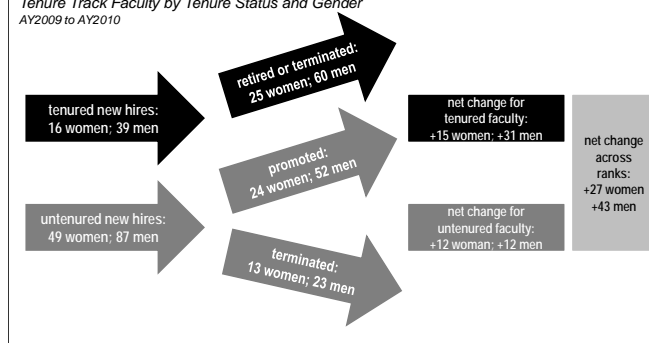 Tenure Track Faculty by Tenure Status and Gender
AY2009 to AY2010
retired or terminated:
25 women; 60 men
tenured new hires:
16 women; 39 men
net change for
tenured faculty:
+15 women; +31 men
promoted:
24 women; 52 men
net change
across
ranks:
+27 women
+43 men
untenured new hires:
49 women; 87 men
net change for
untenured faculty:
+12 woman; +12 men
terminated:
13 women; 23 men